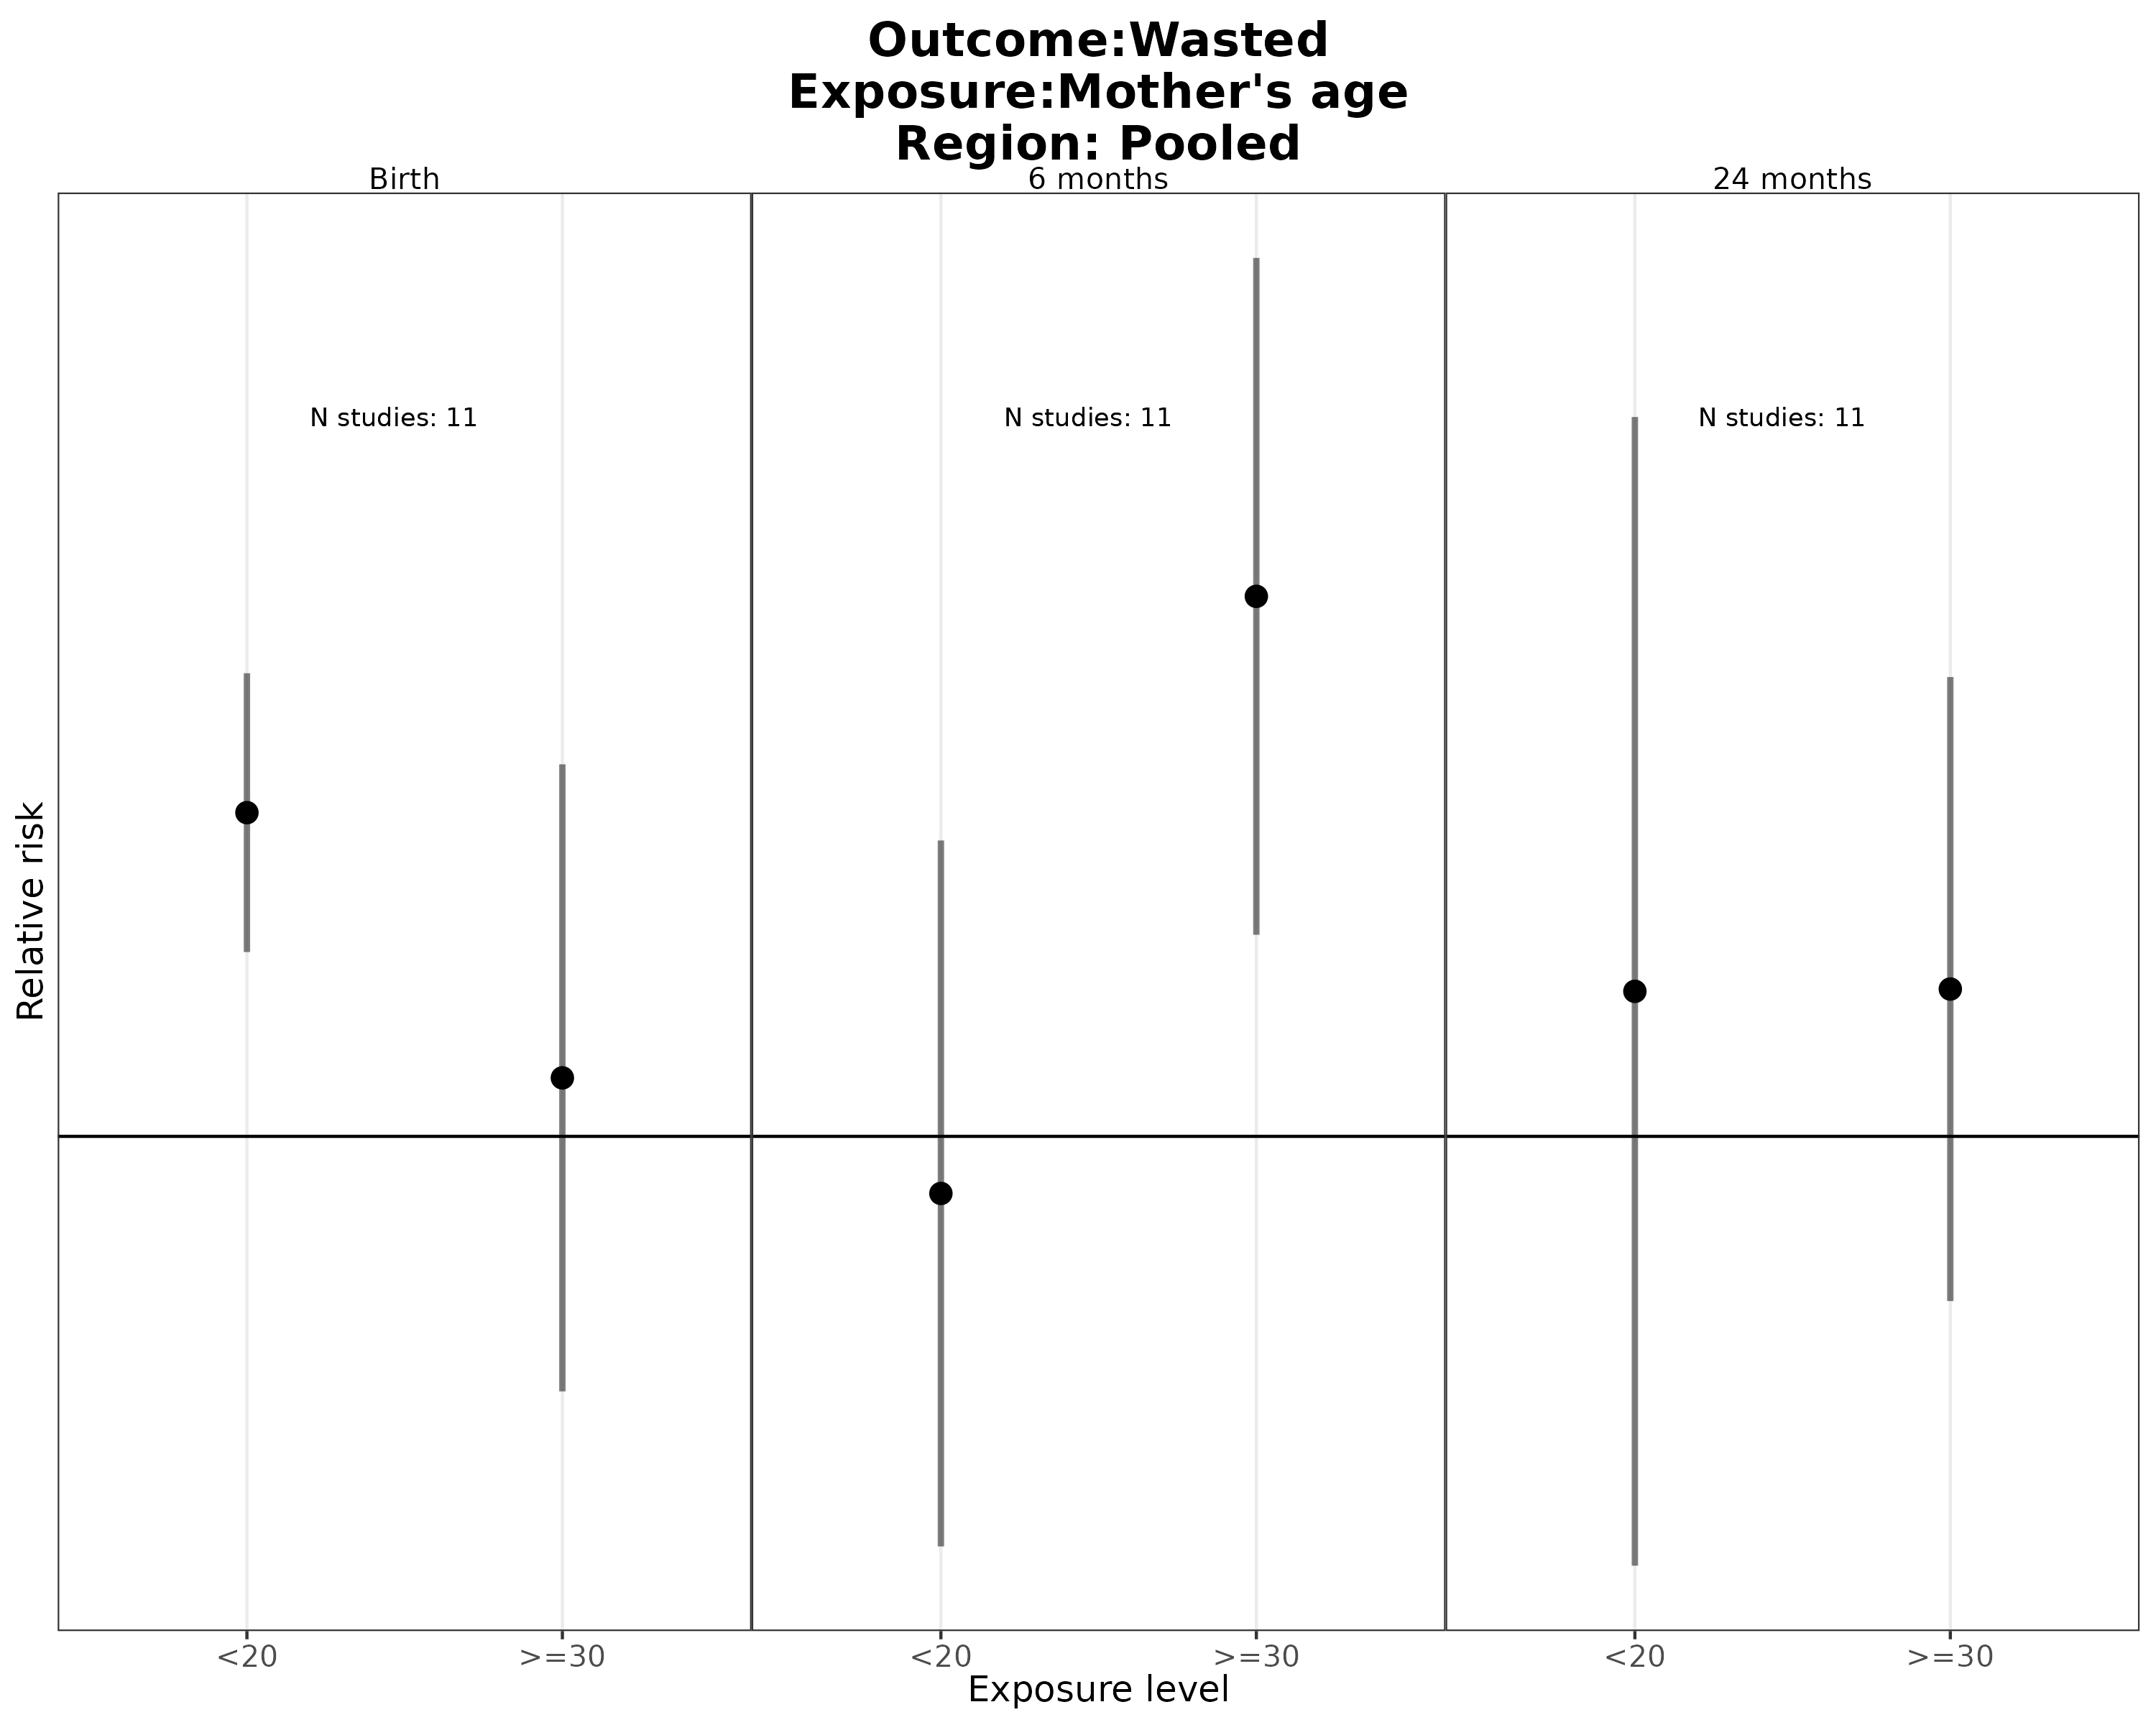 Outcome:Wasted
Exposure:Mother's age
Region: Pooled
Birth
6 months
24 months
N studies: 11
N studies: 11
N studies: 11
Relative risk
<20
>=30
<20
>=30
<20
>=30
Exposure level